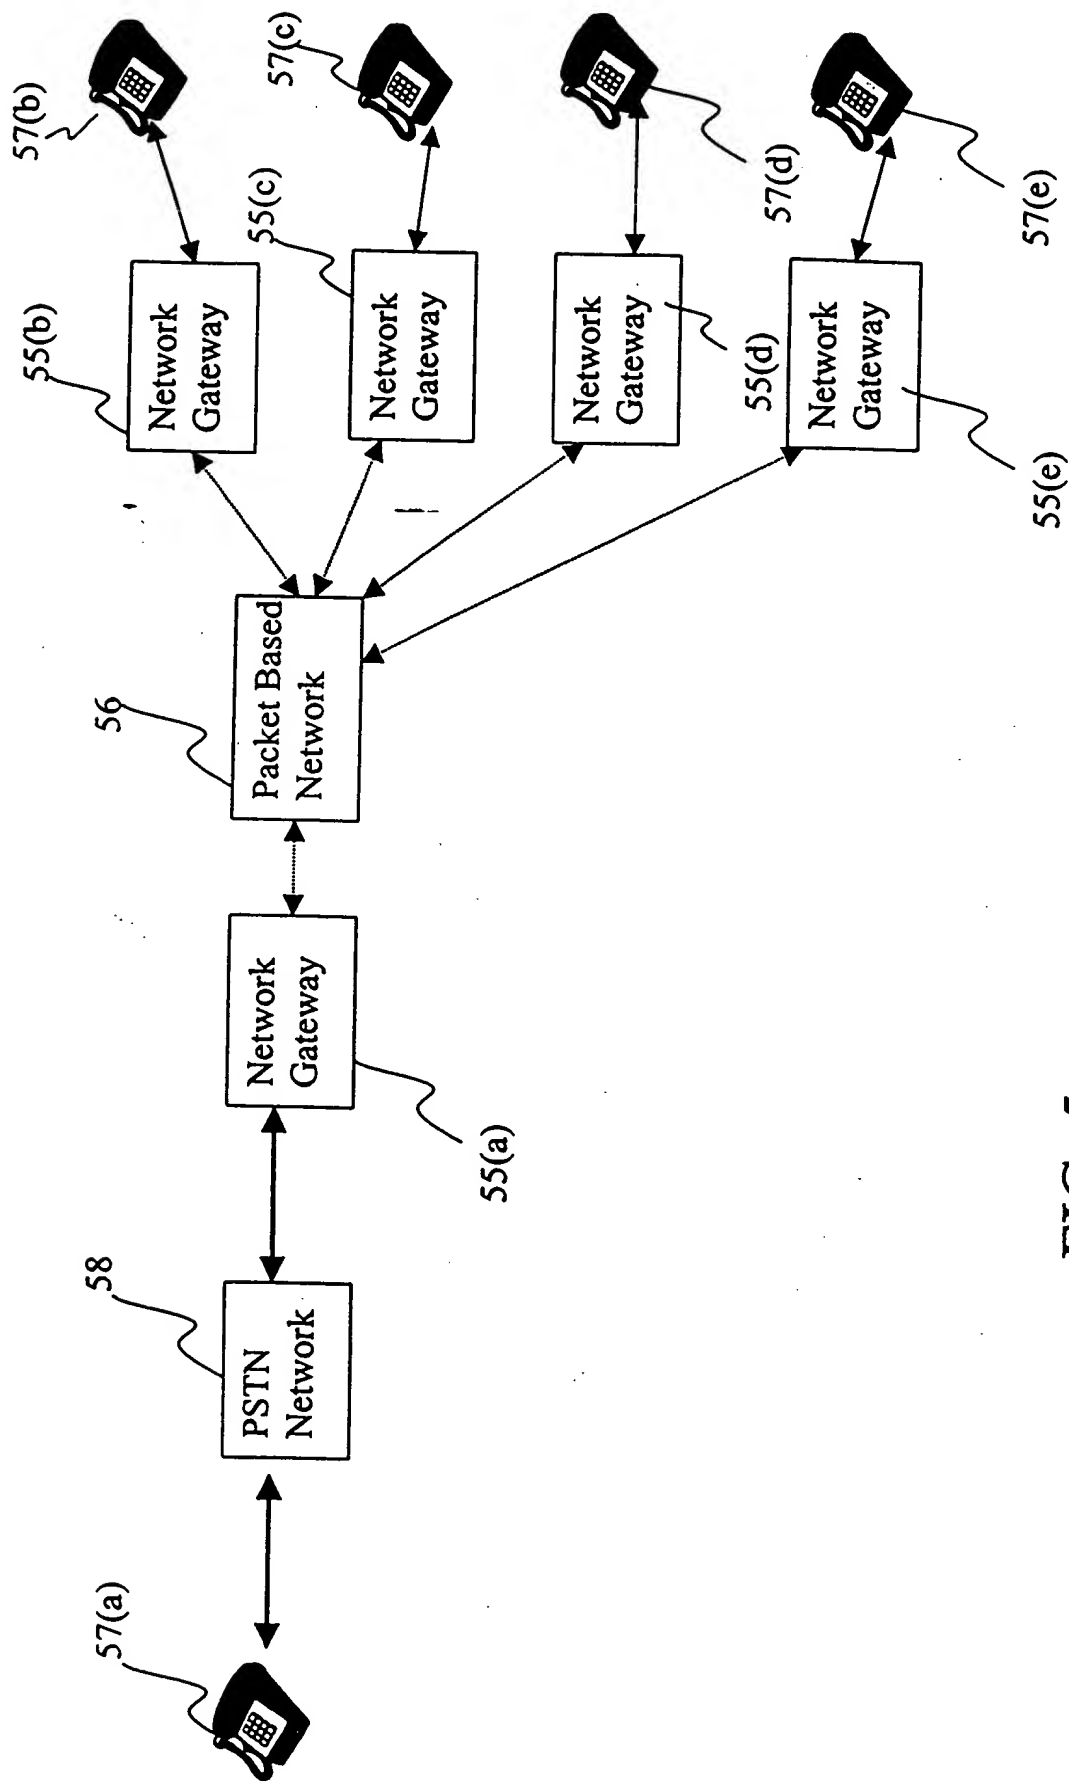 57(a)
58
PSTN
Network
Network
Gateway
55(a)
56
Packet Based
Network
55(b)
Network
Gateway
57(b)
55(c)
Network
Gateway
57(c)
Network
Gateway
55(d)
57(d)
Network
Gateway
55(e)
57(e)